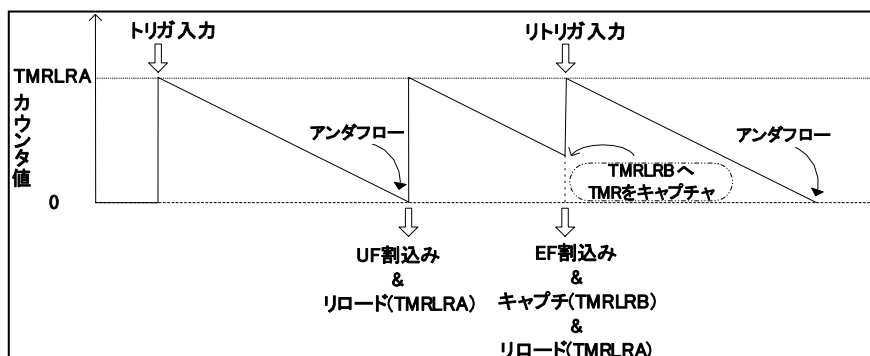 トリガ入力
リトリガ入力
TMRLRA
カウンタ値
アンダフロー
アンダフロー
TMRLRBへ
TMRをキャプチャ
0
UF割込み
&
リロード(TMRLRA)
EF割込み
&
キャプチ(TMRLRB)
&
リロード(TMRLRA)